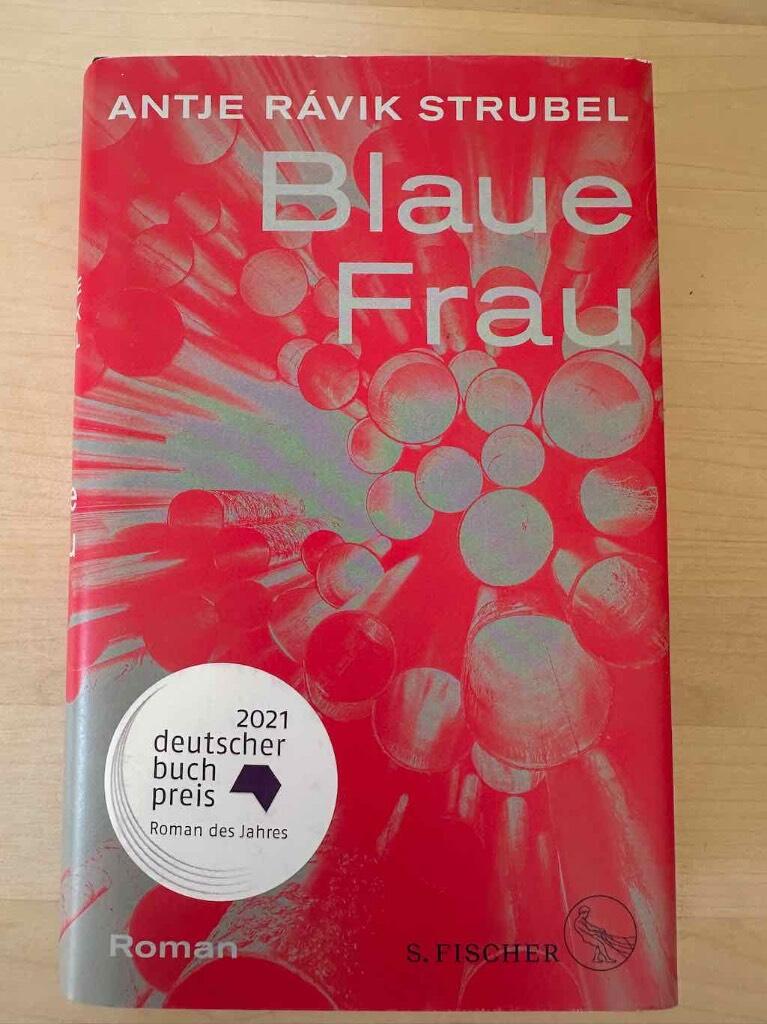 ANTJE RÁVIK STRUBEL
Blaue
Frau
2021
deutscher
buch
preis
Roman des Jahres
Roman
S. FISCHER